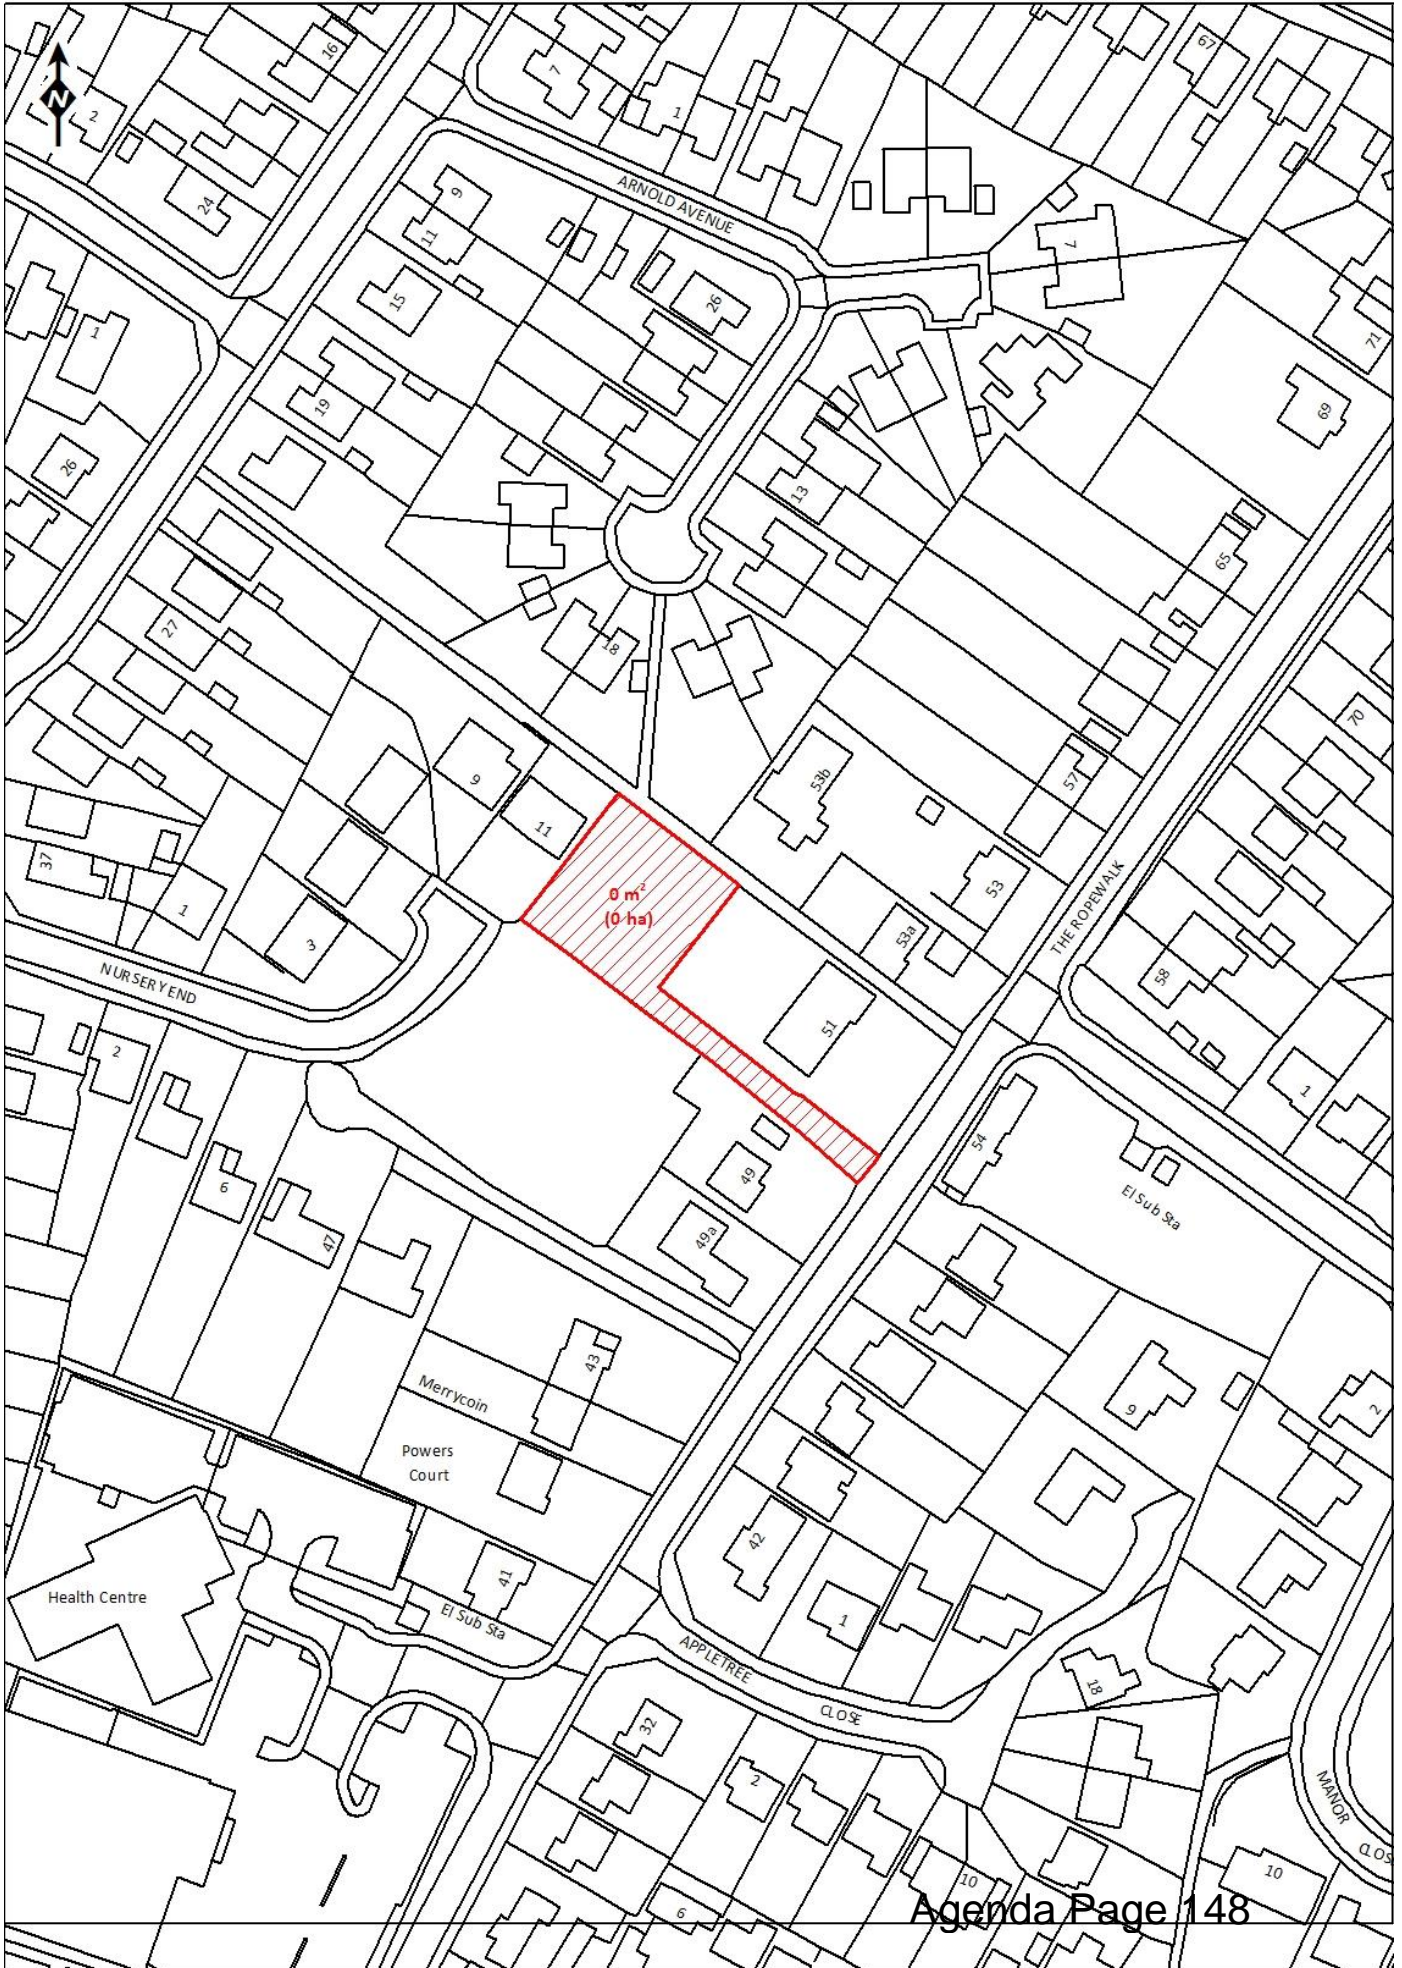 16
7
67
1
2
N
24
9
ARNOLD AVENUE
11
7
15
26
1
71
19
69
26
13
65
27
18
70
53b
9
57
11
37
0 m²
(0 ha)
53
1
THE ROPEWALK
53a
3
58
NURSERY END
51
2
1
54
49
6
El Sub Sta
49a
47
43
Merrycoin
9
2
Powers
Court
42
41
Health Centre
1
El Sub Sta
APPLETREE
CLOSE
18
32
2
MANOR
CLOS
10
10
6
Agenda Page 148